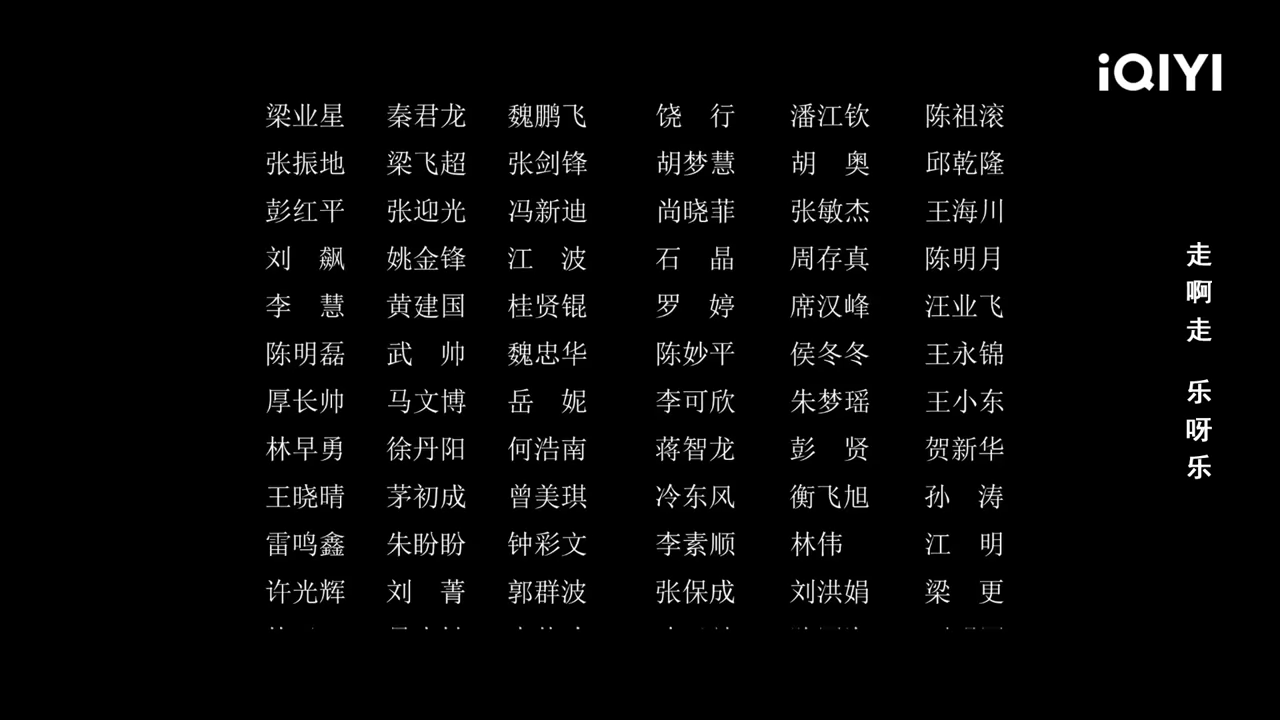 iQIYI
梁业星 秦君龙 魏鹏飞 饶 行 潘江钦 陈祖滚
张振地 梁飞超 张剑锋 胡梦慧 胡 奥 邱乾隆
彭红平 张迎光 冯新迪 尚晓菲 张敏杰 王海川
刘 飙 姚金锋 江 波 石 晶 周存真 陈明月
李 慧 黄建国 桂贤锟 罗 婷 席汉峰 汪业飞
陈明磊 武 帅 魏忠华 陈妙平 侯冬冬 王永锦
厚长帅 马文博 岳 妮 李可欣 朱梦瑶 王小东
林早勇 徐丹阳 何浩南 蒋智龙 彭 贤 贺新华
王晓晴 茅初成 曾美琪 冷东风 衡飞旭 孙 涛
雷鸣鑫 朱盼盼 钟彩文 李素顺 林伟 江 明
许光辉 刘 菁 郭群波 张保成 刘洪娟 梁 更
走啊走 乐呀乐